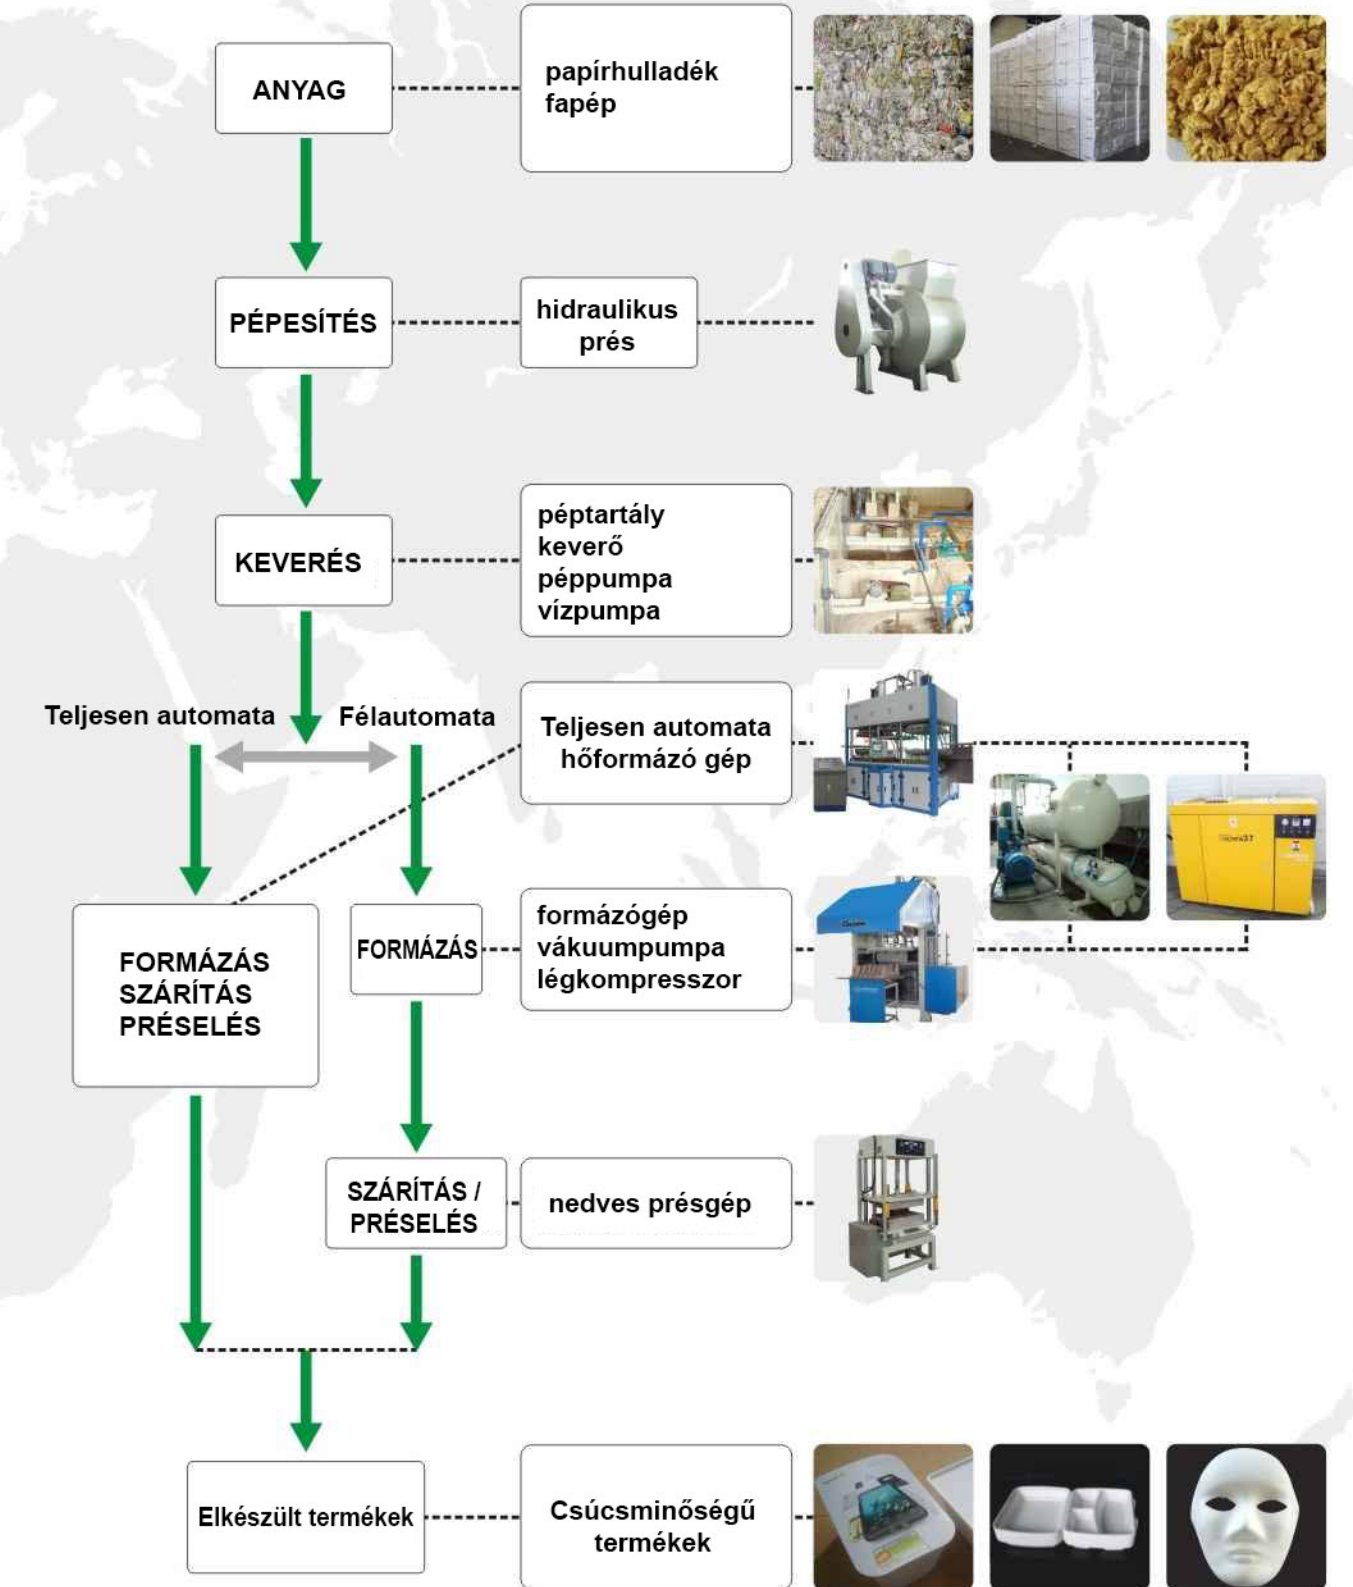 ANYAG
papírhulladék
fapép
PÉPESÍTÉS
hidraulikus
prés
KEVERÉS
péptartály
keverő
péppumpa
vízpumpa
Teljesen automata
Félautomata
Teljesen automata
hőformázó gép
FORMÁZÁS
SZÁRÍTÁS
PRÉSELÉS
FORMÁZÁS
formázógép
vákuumpumpa
légkompresszor
SZÁRÍTÁS /
PRÉSELÉS
nedves présgép
Elkészült termékek
Csúcsminőségű
termékek